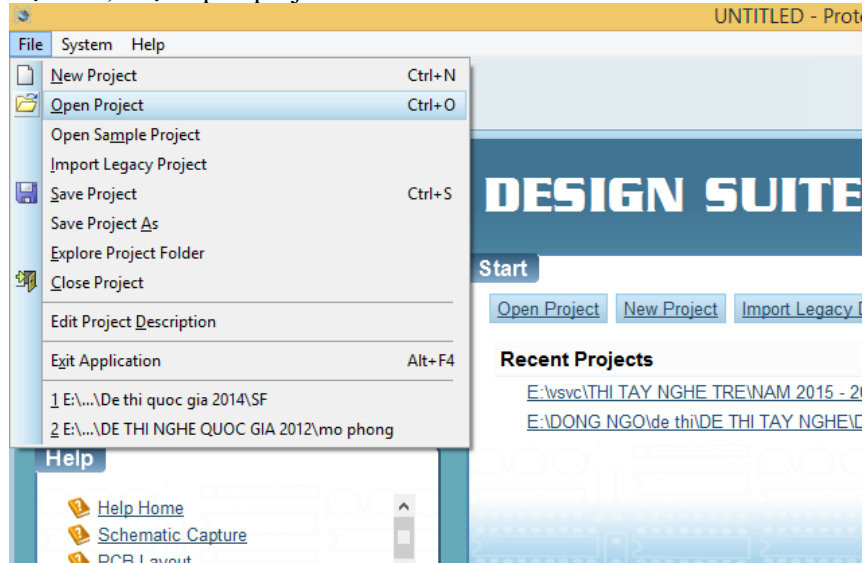 UNTITLED - Prot
File System Help
New Project Ctrl+N
Open Project Ctrl+O
Open Sample Project
Import Legacy Project
Save Project Ctrl+S
Save Project As
Explore Project Folder
Close Project
Edit Project Description
Exit Application Alt+F4
1 E:\...\De thi quoc gia 2014\SF
2 E:\...\DE THI NGHE QUOC GIA 2012\mo phong
DESIGN SUITE
Start
Open Project New Project Import Legacy
Recent Projects
E:\vsvc\THI TAY NGHE TRE\NAM 2015 - 2
E:\DONG NGO\de thi\DE THI TAY NGHE\
Help
Help Home
Schematic Capture
PCB Layout